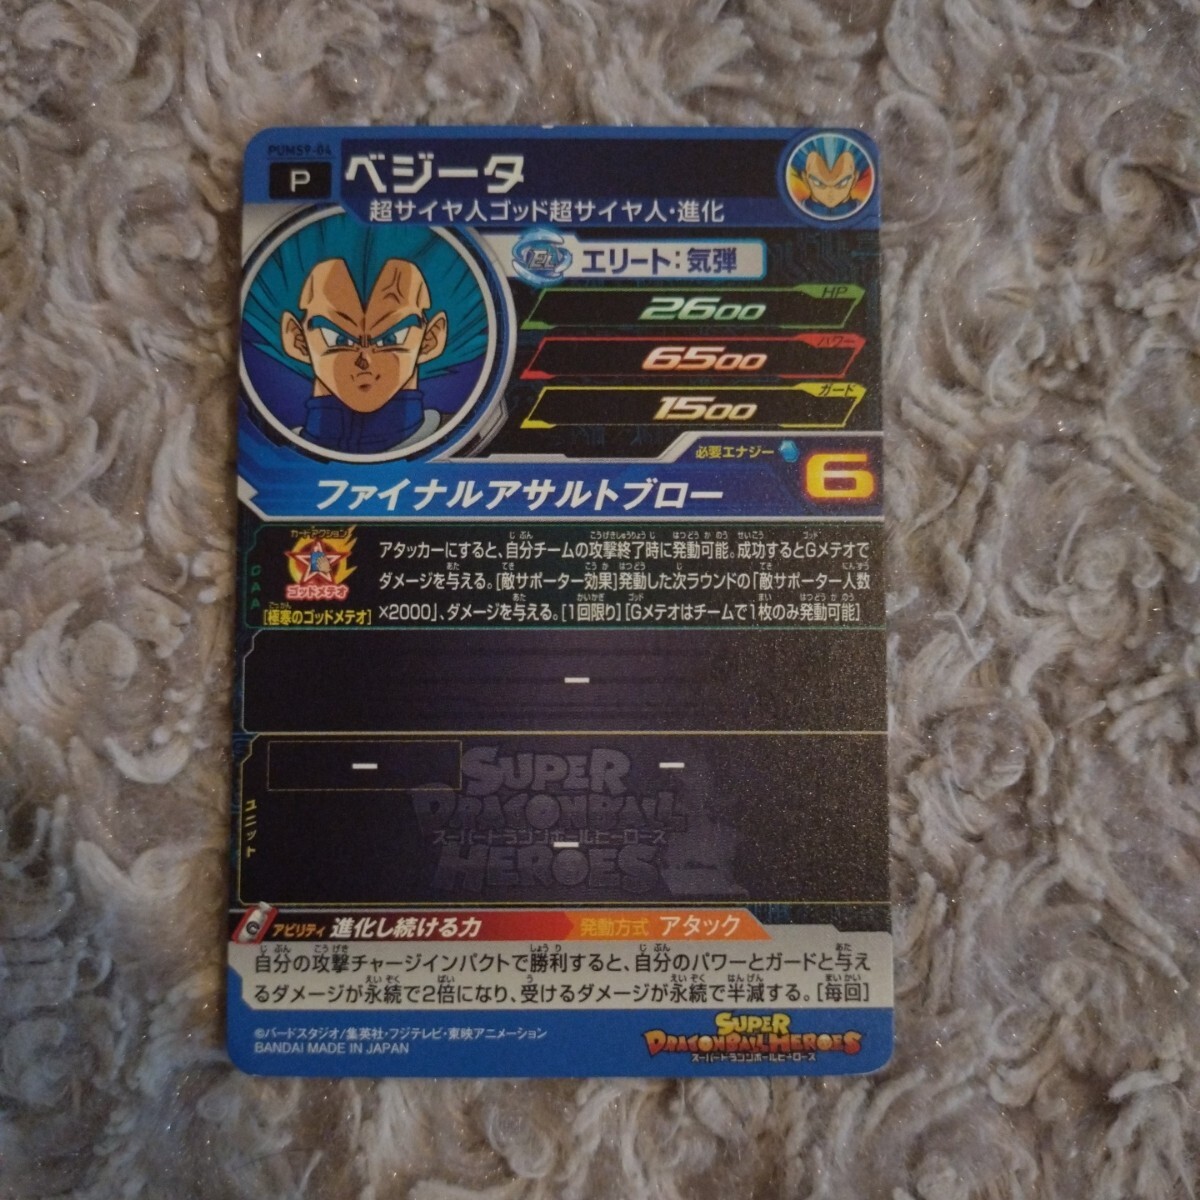 PUMS9-04
P
ベジータ
超サイヤ人ゴッド超サイヤ人・進化
エリート：気弾
HP
2600
パワー
6500
ガード
1500
必要エナジー
6
ファイナルアサルトブロー
カードアクション
ゴッドメテオ
CAA
[極寒のゴッドメテオ]
アタッカーにすると、自分チームの攻撃終了時に発動可能。成功するとGメテオで
ダメージを与える。[敵サポーター効果]発動した次ラウンドの「敵サポーター人数
×2000」、ダメージを与える。[1回限り][Gメテオはチームで1枚のみ発動可能]
ー
ー
ー
ユニット
SUPER
DRAGONBALL
スーパードラゴンボールヒーローズ
ー
HEROES
アビリティ 進化し続ける力
発動方式 アタック
自分の攻撃チャージインパクトで勝利すると、自分のパワーとガードと与え
るダメージが永続で2倍になり、受けるダメージが永続で半減する。[毎回]
©バードスタジオ/集英社・フジテレビ・東映アニメーション
BANDAI MADE IN JAPAN
SUPER
DRAGONBALL HEROES
スーパードラゴンボールヒーローズ